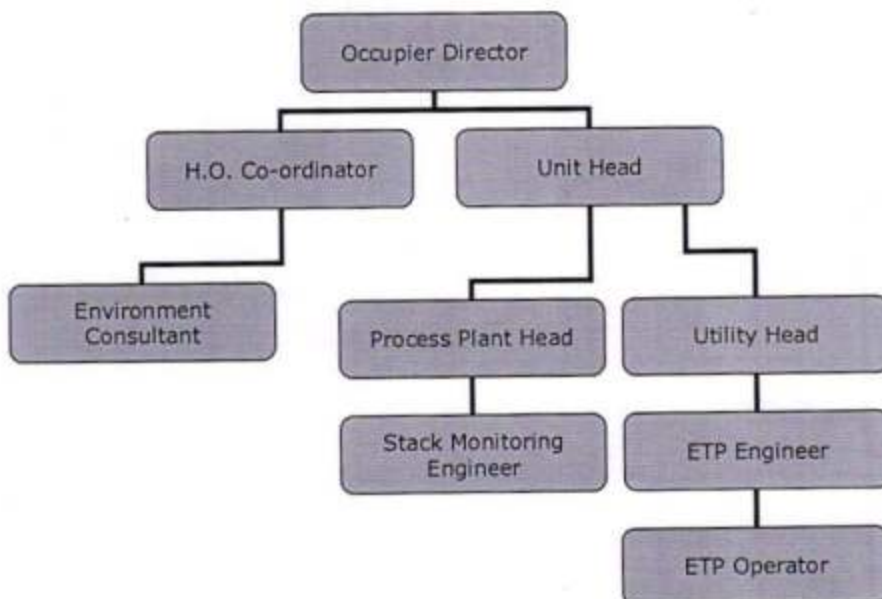 Occupier Director
H.O. Co-ordinator
Unit Head
Environment
Consultant
Process Plant Head
Utility Head
Stack Monitoring
Engineer
ETP Engineer
ETP Operator